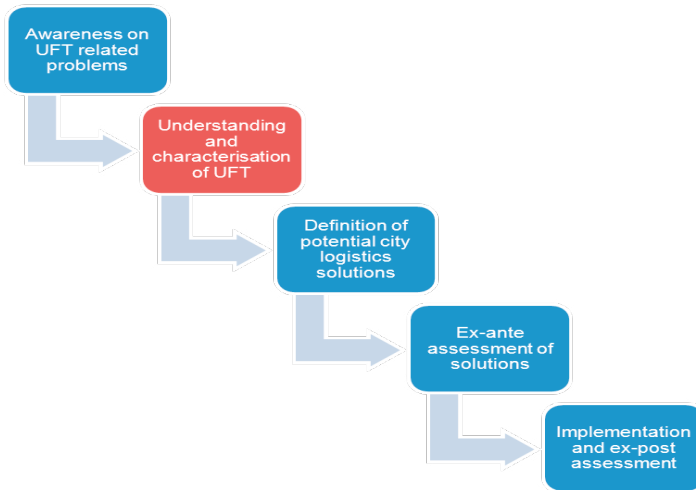 Awareness on
UFT related
problems
Understanding
and
characterisation
of UFT
Definition of
potential city
logistics
solutions
Ex-ante
assessment of
solutions
Implementation
and ex-post
assessment